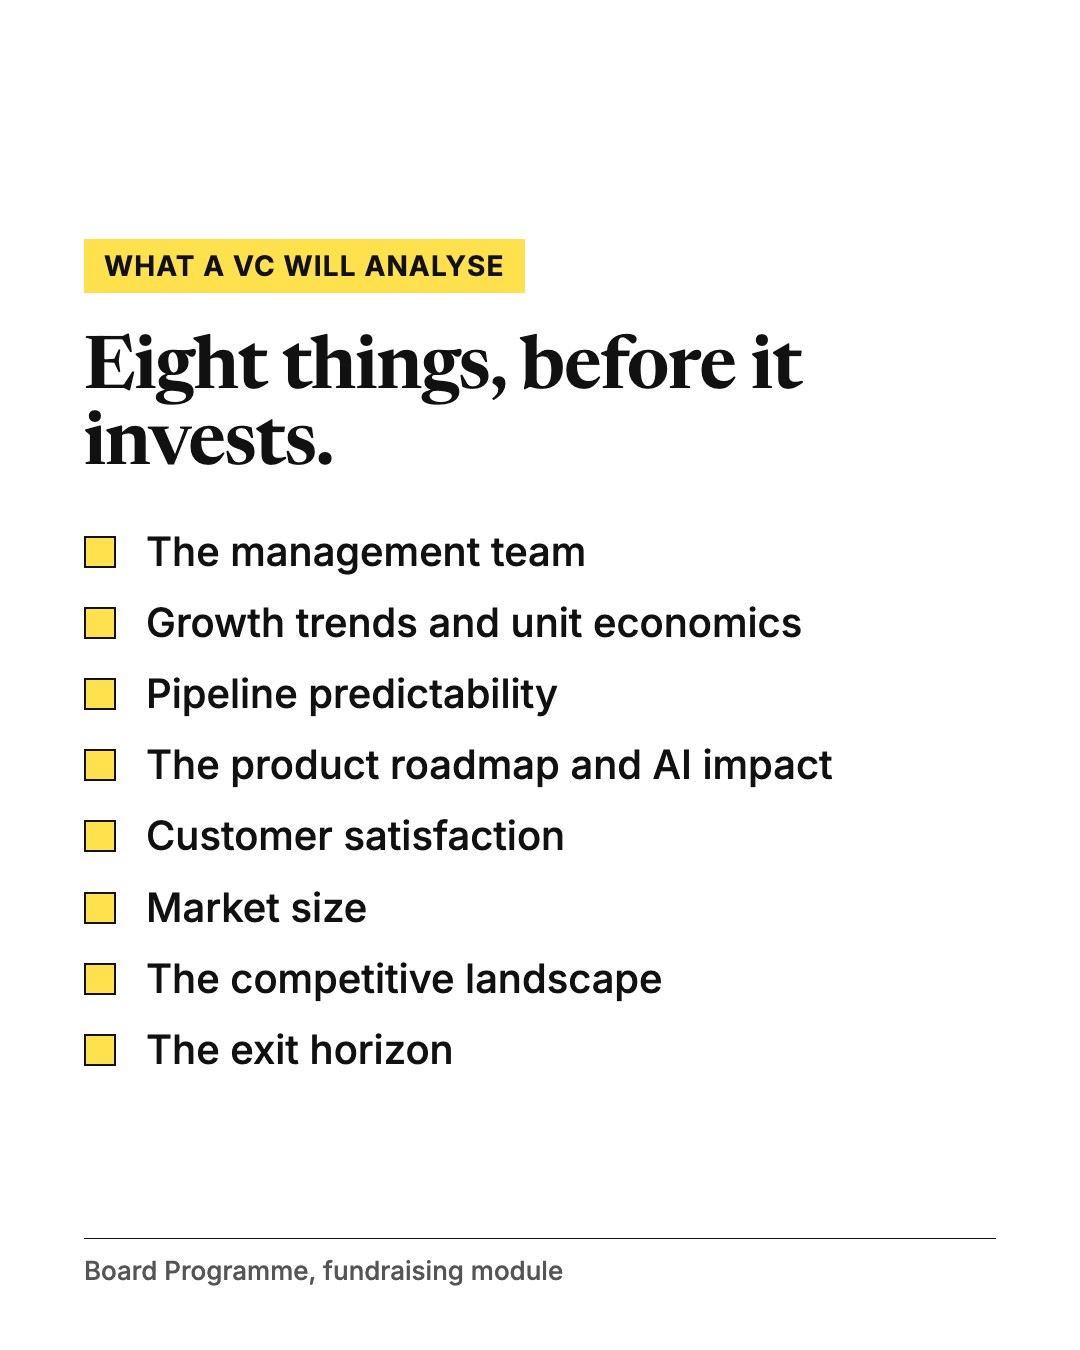 WHAT A VC WILL ANALYSE
Eight things, before it
invests.
The management team
Growth trends and unit economics
Pipeline predictability
The product roadmap and AI impact
Customer satisfaction
Market size
The competitive landscape
The exit horizon
Board Programme, fundraising module